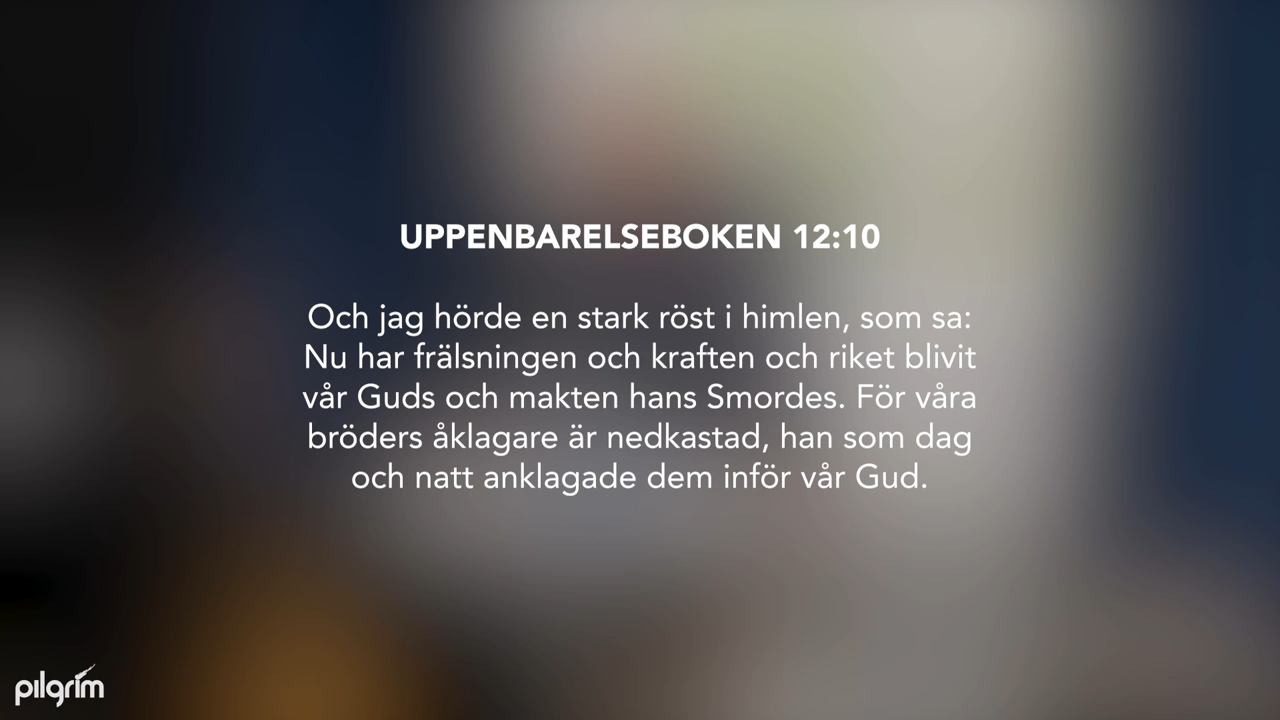 UPPENBARELSEBOKEN 12:10
Och jag hörde en stark röst i himlen, som sa:
Nu har frälsningen och kraften och riket blivit
vår Guds och makten hans Smordes. För våra
bröders åklagare är nedkastad, han som dag
och natt anklagade dem inför vår Gud.
pilgrim